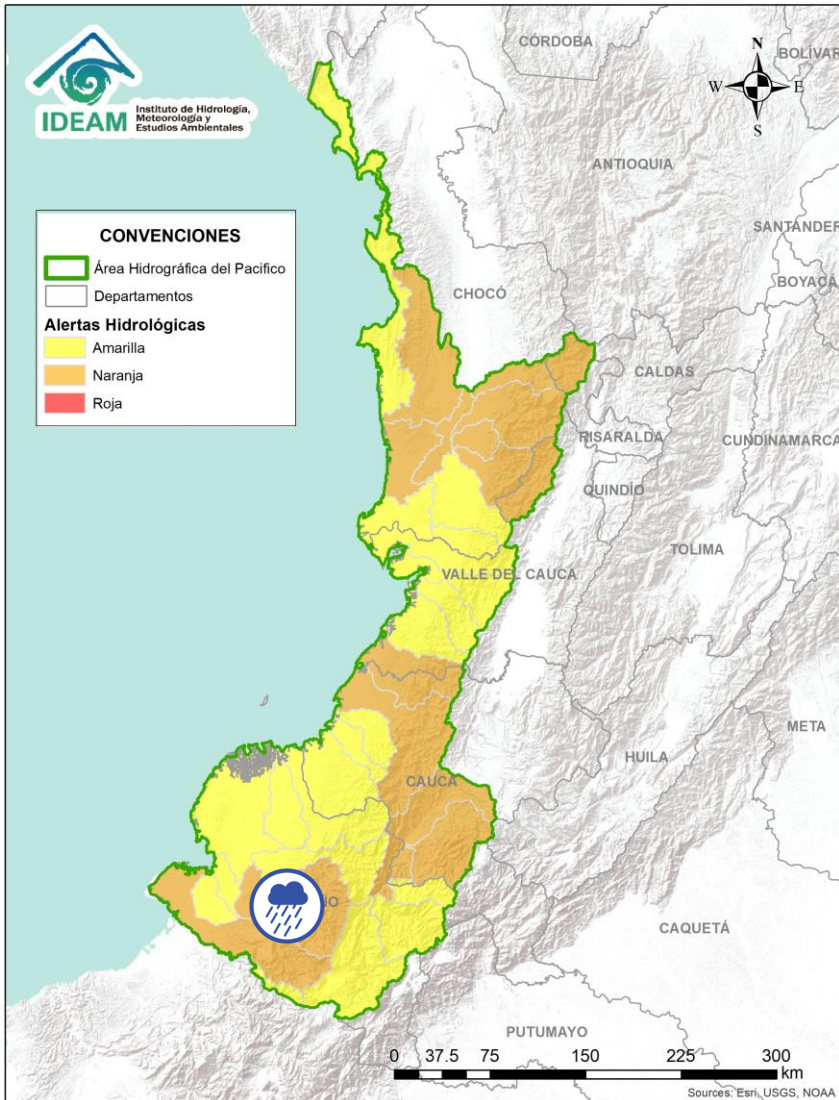 IDEAM
Instituto de Hidrología,
Meteorología y
Estudios Ambientales
CONVENCIONES
Área Hidrográfica del Pacifico
Departamentos
Alertas Hidrológicas
Amarilla
Naranja
Roja
N
W
E
S
CÓRDOBA
BOLÍVAR
ANTIOQUIA
SANTANDER
BOYACÁ
CHOCÓ
CALDAS
RISARALDA
CUNDINAMARCA
QUINDÍO
TOLIMA
VALLE DEL CAUCA
META
HUILA
CAUCA
CAQUETÁ
PUTUMAYO
0 37.5 75 150 225 300
km
Sources: Esri, USGS, NOAA